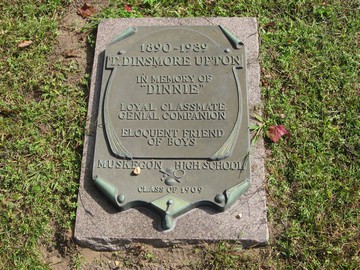 1890-1989
T. DINSMORE UPTON
IN MEMORY OF
"DINNIE"
LOYAL CLASSMATE
GENIAL COMPANION
ELOQUENT FRIEND
OF BOYS
MUSKEGON HIGH SCHOOL
CLASS OF 1909